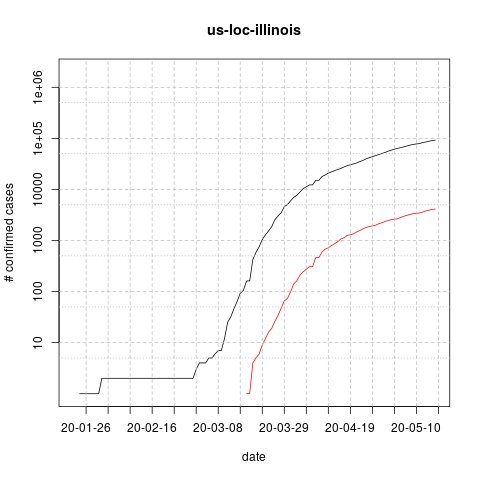 us-loc-illinois
# confirmed cases
1e+06
1e+05
10000
1000
100
10
20-01-26 20-02-16 20-03-08 20-03-29 20-04-19 20-05-10
date